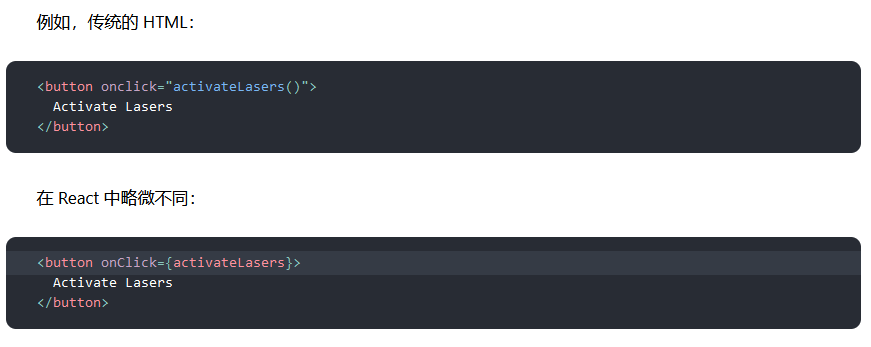 例如，传统的 HTML：
<button onclick="activateLasers()">
  Activate Lasers
</button>
在 React 中略微不同：
<button onClick={activateLasers}>
  Activate Lasers
</button>